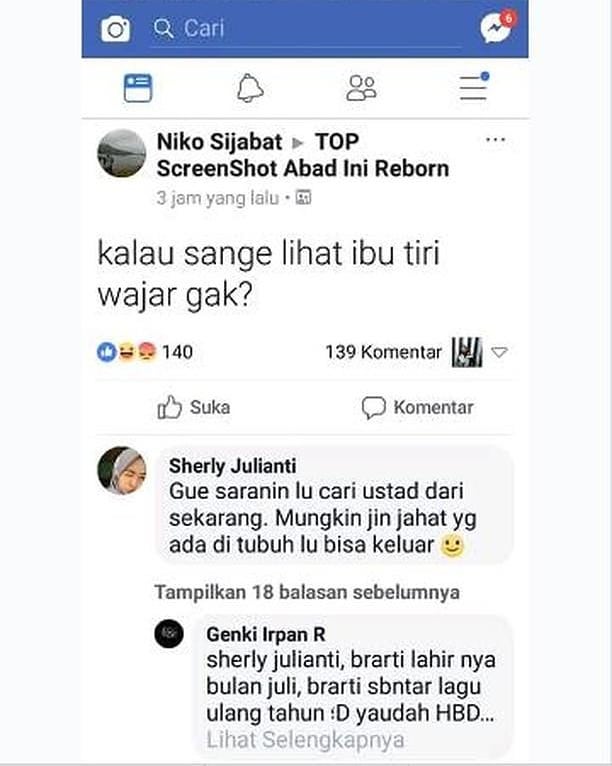 Cari
6
Niko Sijabat ▸ TOP
ScreenShot Abad Ini Reborn
3 jam yang lalu •
kalau sange lihat ibu tiri
wajar gak?
140
139 Komentar
Suka
Komentar
Sherly Julianti
Gue saranin lu cari ustad dari
sekarang. Mungkin jin jahat yg
ada di tubuh lu bisa keluar 🙂
Tampilkan 18 balasan sebelumnya
Genki Irpan R
sherly julianti, brarti lahir nya
bulan juli, brarti sbntar lagu
ulang tahun :D yaudah HBD...
Lihat Selengkapnya